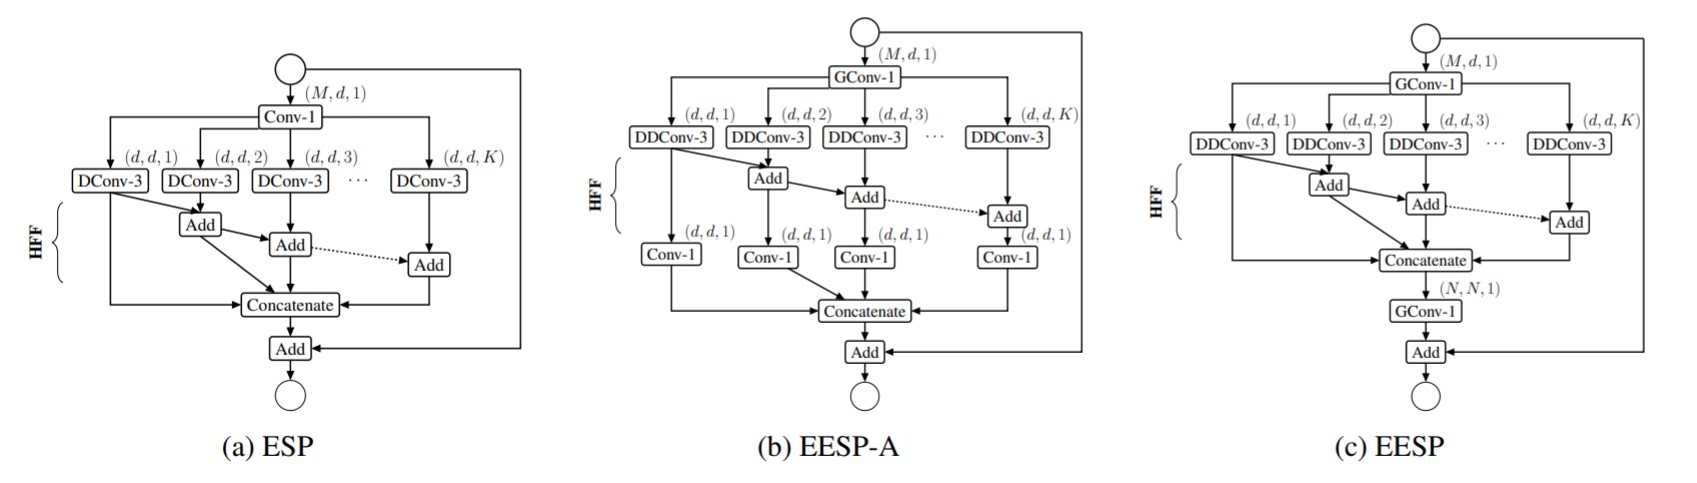 (M, d, 1)
Conv-1
(d, d, 1) (d, d, 2) (d, d, 3) (d, d, K)
DConv-3 DConv-3 DConv-3 ··· DConv-3
HFF
Add
Add
Add
Concatenate
Add
(a) ESP
(M, d, 1)
GConv-1
(d, d, 1) (d, d, 2) (d, d, 3) (d, d, K)
DDConv-3 DDConv-3 DDConv-3 ··· DDConv-3
HFF
Add
Add
Add
(d, d, 1) (d, d, 1) (d, d, 1) (d, d, 1)
Conv-1 Conv-1 Conv-1 Conv-1
Concatenate
Add
(b) EESP-A
(M, d, 1)
GConv-1
(d, d, 1) (d, d, 2) (d, d, 3) (d, d, K)
DDConv-3 DDConv-3 DDConv-3 ··· DDConv-3
HFF
Add
Add
Add
Concatenate
(N, N, 1)
GConv-1
Add
(c) EESP